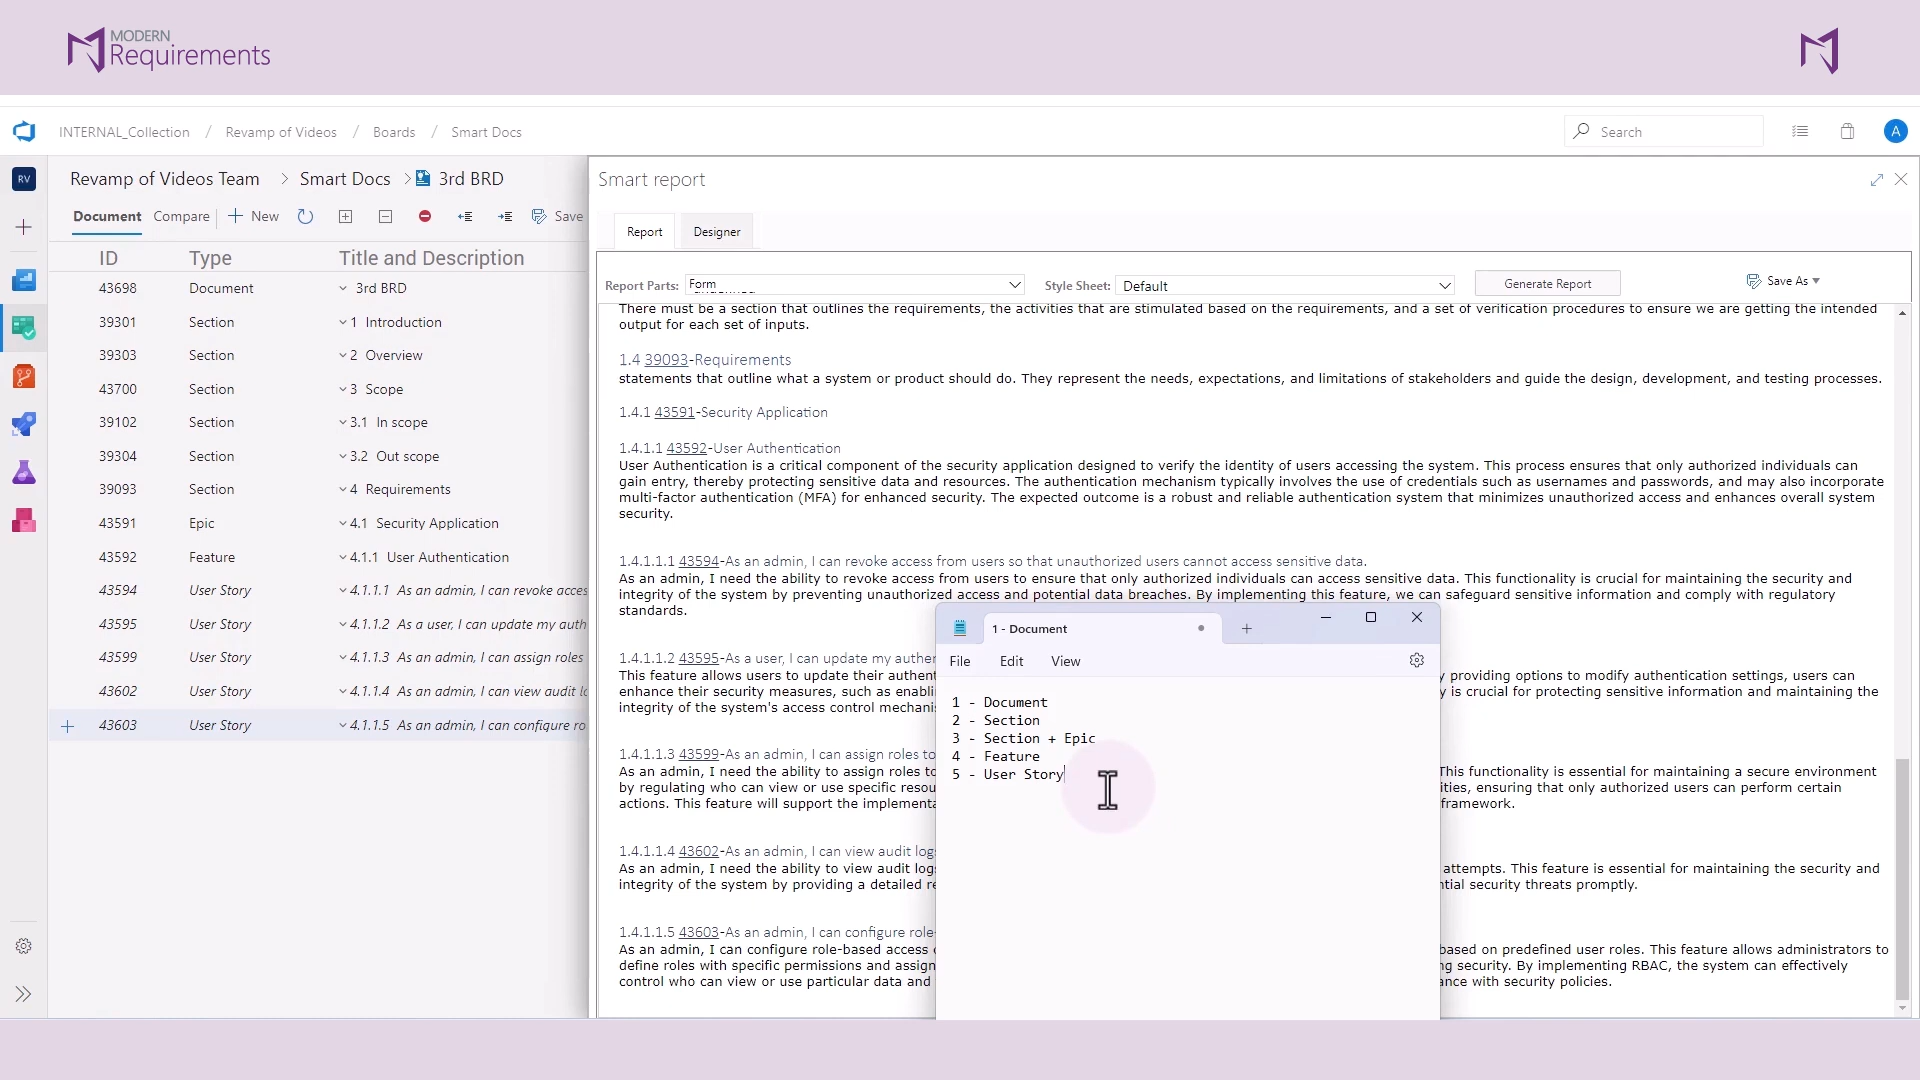 MODERN
Requirements
INTERNAL_Collection / Revamp of Videos / Boards / Smart Docs
Search
A
RV
Revamp of Videos Team > Smart Docs > 3rd BRD
Document Compare New Save
ID Type Title and Description
43698 Document 3rd BRD
39301 Section 1 Introduction
39303 Section 2 Overview
43700 Section 3 Scope
39102 Section 3.1 In scope
39304 Section 3.2 Out scope
39093 Section 4 Requirements
43591 Epic 4.1 Security Application
43592 Feature 4.1.1 User Authentication
43594 User Story 4.1.1.1 As an admin, I can revoke acces
43595 User Story 4.1.1.2 As a user, I can update my auth
43599 User Story 4.1.1.3 As an admin, I can assign roles
43602 User Story 4.1.1.4 As an admin, I can view audit lo
43603 User Story 4.1.1.5 As an admin, I can configure ro
Smart report
Report Designer
Report Parts: Form Style Sheet: Default Generate Report Save As
There must be a section that outlines the requirements, the activities that are stimulated based on the requirements, and a set of verification procedures to ensure we are getting the intended
output for each set of inputs.
1.4 39093-Requirements
statements that outline what a system or product should do. They represent the needs, expectations, and limitations of stakeholders and guide the design, development, and testing processes.
1.4.1 43591-Security Application
1.4.1.1 43592-User Authentication
User Authentication is a critical component of the security application designed to verify the identity of users accessing the system. This process ensures that only authorized individuals can
gain entry, thereby protecting sensitive data and resources. The authentication mechanism typically involves the use of credentials such as usernames and passwords, and may also incorporate
multi-factor authentication (MFA) for enhanced security. The expected outcome is a robust and reliable authentication system that minimizes unauthorized access and enhances overall system
security.
1.4.1.1.1 43594-As an admin, I can revoke access from users so that unauthorized users cannot access sensitive data.
As an admin, I need the ability to revoke access from users to ensure that only authorized individuals can access sensitive data. This functionality is crucial for maintaining the security and
integrity of the system by preventing unauthorized access and potential data breaches. By implementing this feature, we can safeguard sensitive information and comply with regulatory
standards.
1.4.1.1.2 43595-As a user, I can update my auther
This feature allows users to update their authent y providing options to modify authentication settings, users can
enhance their security measures, such as enabli y is crucial for protecting sensitive information and maintaining the
integrity of the system's access control mechani
1.4.1.1.3 43599-As an admin, I can assign roles to
As an admin, I need the ability to assign roles to This functionality is essential for maintaining a secure environment
by regulating who can view or use specific resou ities, ensuring that only authorized users can perform certain
actions. This feature will support the implementa framework.
1.4.1.1.4 43602-As an admin, I can view audit log
As an admin, I need the ability to view audit log attempts. This feature is essential for maintaining the security and
integrity of the system by providing a detailed re ntial security threats promptly.
1.4.1.1.5 43603-As an admin, I can configure role-
As an admin, I can configure role-based access based on predefined user roles. This feature allows administrators to
define roles with specific permissions and assign ng security. By implementing RBAC, the system can effectively
control who can view or use particular data and ance with security policies.
1 - Document
File Edit View
1 - Document
2 - Section
3 - Section + Epic
4 - Feature
5 - User Story